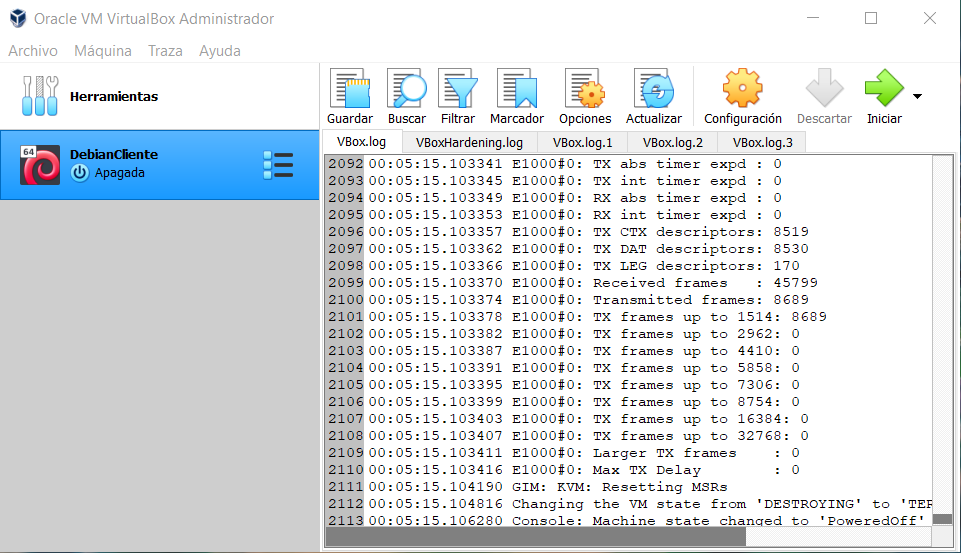 Oracle VM VirtualBox Administrador
Archivo Máquina Traza Ayuda
Herramientas
64
DebianCliente
Apagada
Guardar Buscar Filtrar Marcador Opciones Actualizar Configuración Descartar Iniciar
VBox.log VBoxHardening.log VBox.log.1 VBox.log.2 VBox.log.3
2092 00:05:15.103341 E1000#0: TX abs timer expd : 0
2093 00:05:15.103345 E1000#0: TX int timer expd : 0
2094 00:05:15.103349 E1000#0: RX abs timer expd : 0
2095 00:05:15.103353 E1000#0: RX int timer expd : 0
2096 00:05:15.103357 E1000#0: TX CTX descriptors: 8519
2097 00:05:15.103362 E1000#0: TX DAT descriptors: 8530
2098 00:05:15.103366 E1000#0: TX LEG descriptors: 170
2099 00:05:15.103370 E1000#0: Received frames   : 45799
2100 00:05:15.103374 E1000#0: Transmitted frames: 8689
2101 00:05:15.103378 E1000#0: TX frames up to 1514: 8689
2102 00:05:15.103382 E1000#0: TX frames up to 2962: 0
2103 00:05:15.103387 E1000#0: TX frames up to 4410: 0
2104 00:05:15.103391 E1000#0: TX frames up to 5858: 0
2105 00:05:15.103395 E1000#0: TX frames up to 7306: 0
2106 00:05:15.103399 E1000#0: TX frames up to 8754: 0
2107 00:05:15.103403 E1000#0: TX frames up to 16384: 0
2108 00:05:15.103407 E1000#0: TX frames up to 32768: 0
2109 00:05:15.103411 E1000#0: Larger TX frames    : 0
2110 00:05:15.103416 E1000#0: Max TX Delay        : 0
2111 00:05:15.104190 GIM: KVM: Resetting MSRs
2112 00:05:15.104816 Changing the VM state from 'DESTROYING' to 'TER
2113 00:05:15.106280 Console: Machine state changed to 'PoweredOff'